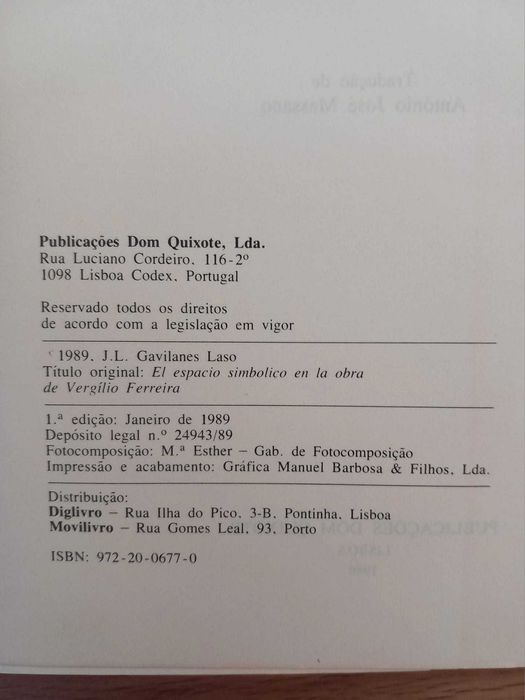 Publicações Dom Quixote, Lda.
Rua Luciano Cordeiro, 116-2º
1098 Lisboa Codex. Portugal
Reservado todos os direitos
de acordo com a legislação em vigor
1989, J.L. Gavilanes Laso
Título original: El espacio simbolico en la obra
de Vergílio Ferreira
1.ª edição: Janeiro de 1989
Depósito legal n.º 24943/89
Fotocomposição: M.ª Esther – Gab. de Fotocomposição
Impressão e acabamento: Gráfica Manuel Barbosa & Filhos, Lda.
Distribuição:
Diglivro – Rua Ilha do Pico, 3-B, Pontinha, Lisboa
Movilivro – Rua Gomes Leal, 93, Porto
ISBN: 972-20-0677-0